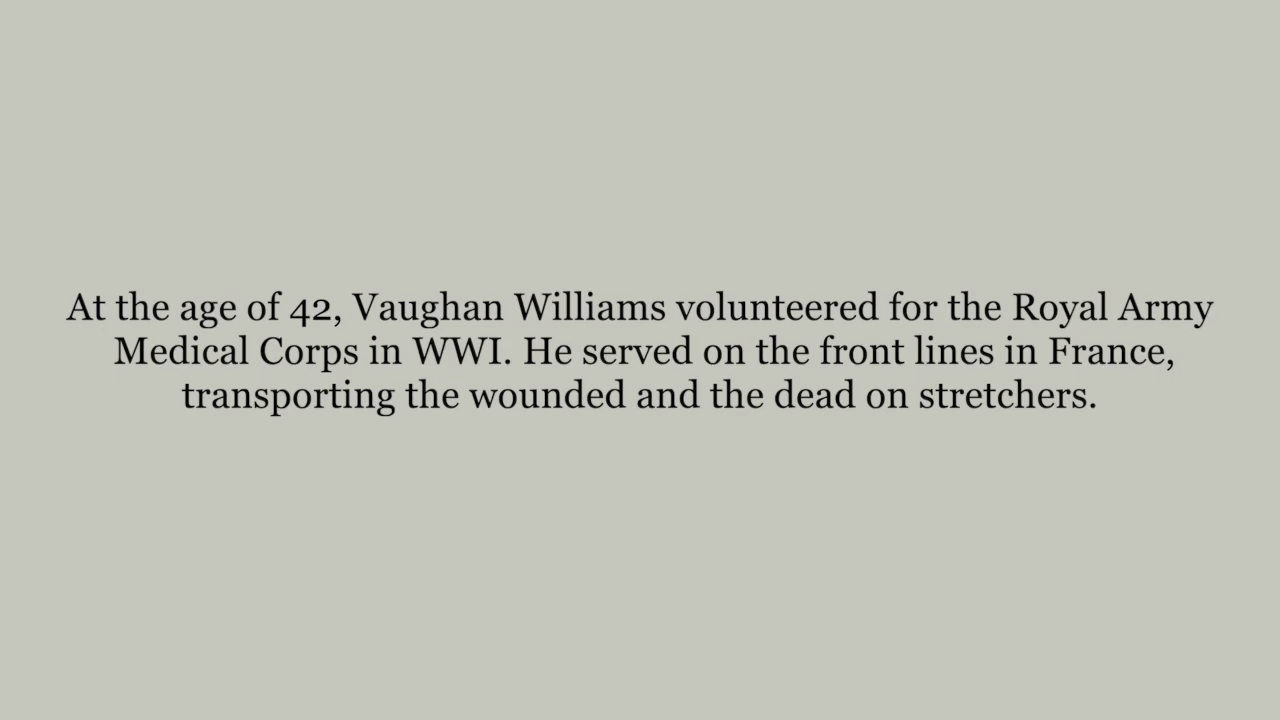 At the age of 42, Vaughan Williams volunteered for the Royal Army
Medical Corps in WWI. He served on the front lines in France,
transporting the wounded and the dead on stretchers.